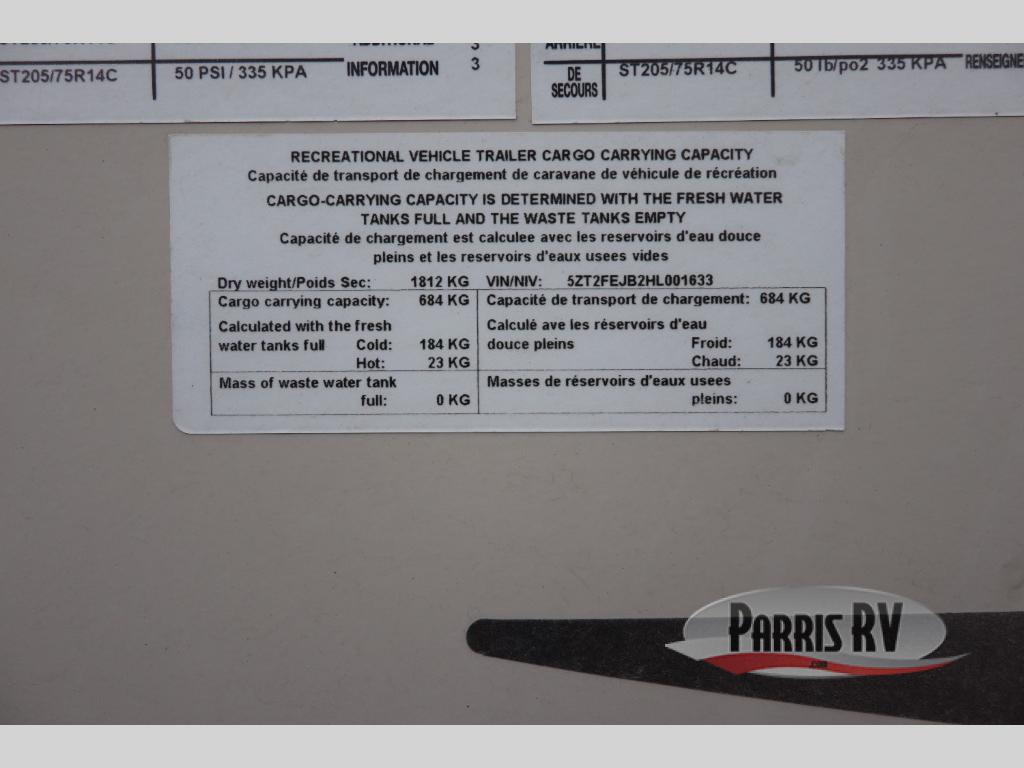 ADDITIONAL 3
ST205/75R14C 50 PSI / 335 KPA INFORMATION 3
ARRIÈRE
DE SECOURS ST205/75R14C 50 lb/po2 335 KPA RENSEIGNE
RECREATIONAL VEHICLE TRAILER CARGO CARRYING CAPACITY
Capacité de transport de chargement de caravane de véhicule de récréation
CARGO-CARRYING CAPACITY IS DETERMINED WITH THE FRESH WATER
TANKS FULL AND THE WASTE TANKS EMPTY
Capacité de chargement est calculee avec les reservoirs d'eau douce
pleins et les reservoirs d'eaux usees vides
Dry weight/Poids Sec: 1812 KG VIN/NIV: 5ZT2FEJB2HL001633
Cargo carrying capacity: 684 KG Capacité de transport de chargement: 684 KG
Calculated with the fresh Calculé ave les réservoirs d'eau
water tanks full Cold: 184 KG douce pleins Froid: 184 KG
Hot: 23 KG Chaud: 23 KG
Mass of waste water tank Masses de réservoirs d'eaux usees
full: 0 KG pleins: 0 KG
PARRIS RV
.com